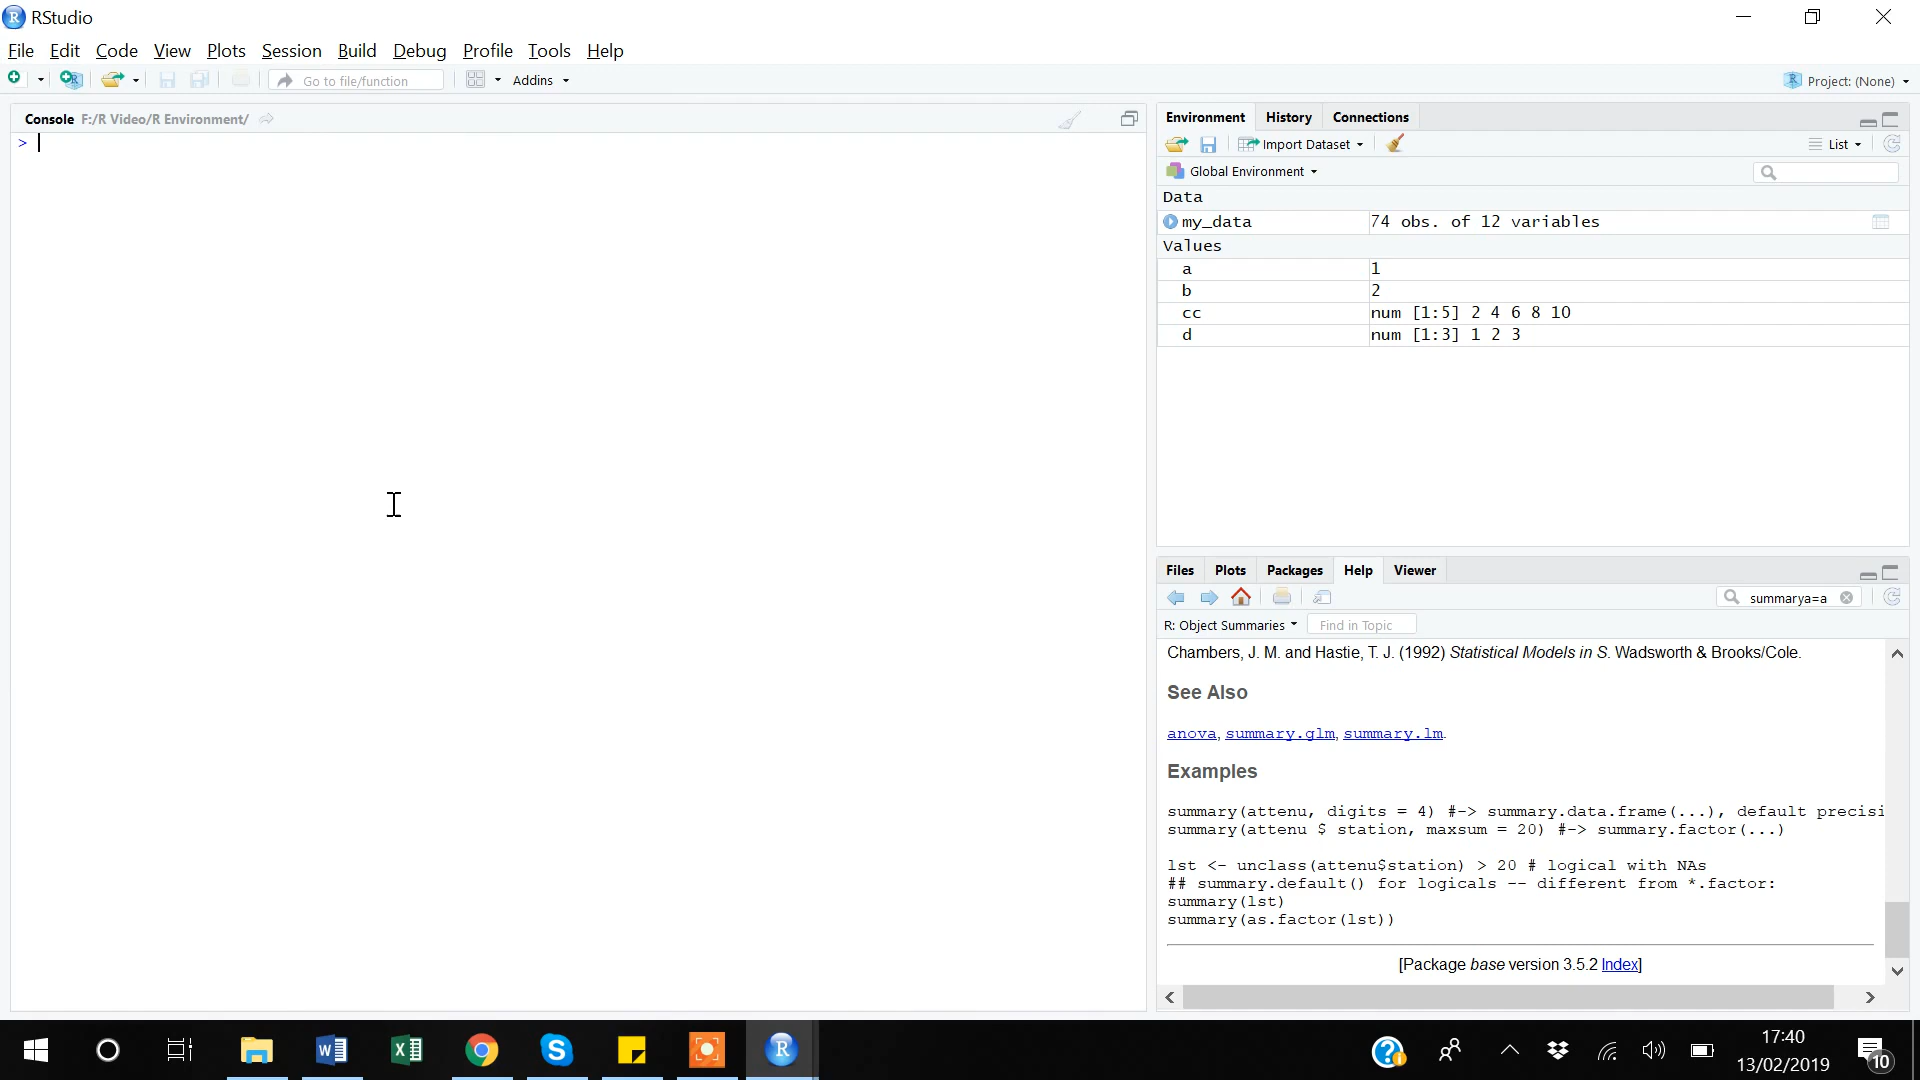 RStudio
File Edit Code View Plots Session Build Debug Profile Tools Help
Go to file/function Addins Project: (None)
Console F:/R Video/R Environment/
>
Environment History Connections
Import Dataset List
Global Environment
Data
my_data 74 obs. of 12 variables
Values
a 1
b 2
cc num [1:5] 2 4 6 8 10
d num [1:3] 1 2 3
Files Plots Packages Help Viewer
summarya=a
R: Object Summaries Find in Topic
Chambers, J. M. and Hastie, T. J. (1992) Statistical Models in S. Wadsworth & Brooks/Cole.
See Also
anova, summary.glm, summary.lm.
Examples
summary(attenu, digits = 4) #-> summary.data.frame(...), default precisi
summary(attenu $ station, maxsum = 20) #-> summary.factor(...)
lst <- unclass(attenu$station) > 20 # logical with NAs
## summary.default() for logicals -- different from *.factor:
summary(lst)
summary(as.factor(lst))
[Package base version 3.5.2 Index]
17:40
13/02/2019
10